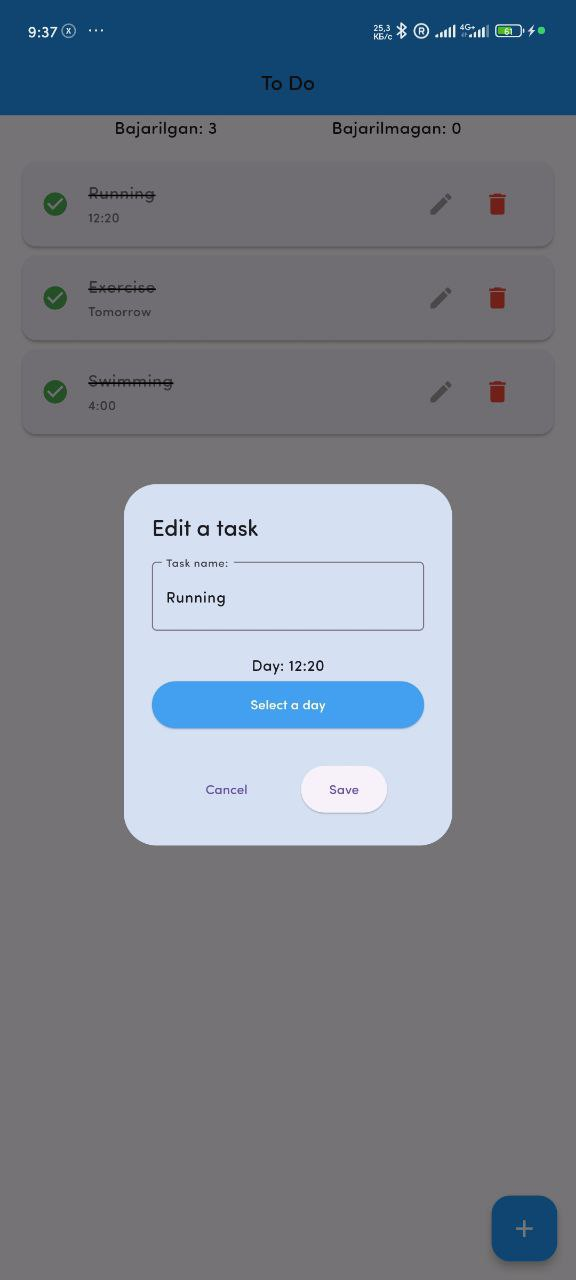 9:37 ...
25,3 КБ/с R 4G+ 61
To Do
Bajarilgan: 3 Bajarilmagan: 0
Running
12:20
Exercise
Tomorrow
Swimming
4:00
Edit a task
Task name:
Running
Day: 12:20
Select a day
Cancel Save
+